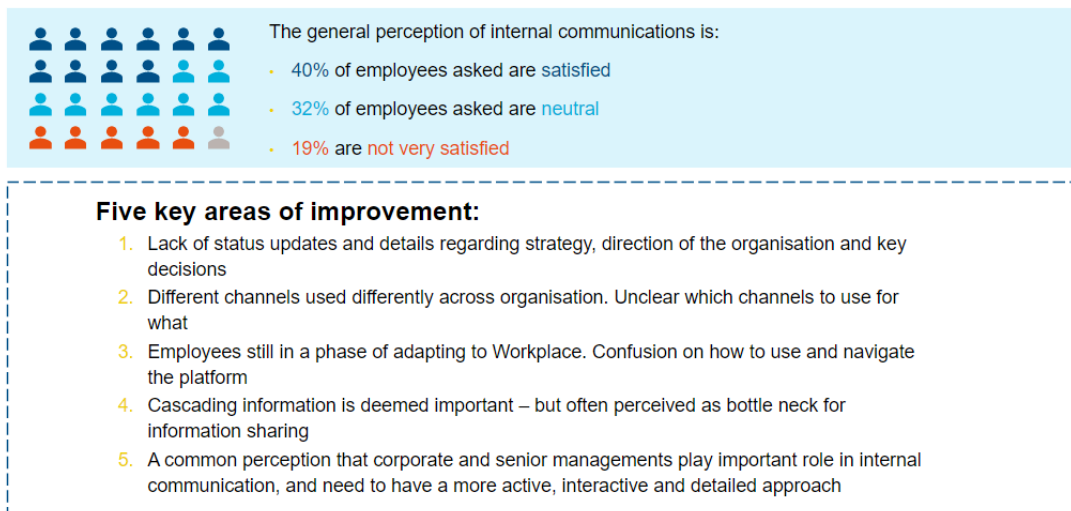 The general perception of internal communications is:
· 40% of employees asked are satisfied
· 32% of employees asked are neutral
· 19% are not very satisfied
Five key areas of improvement:
1. Lack of status updates and details regarding strategy, direction of the organisation and key
decisions
2. Different channels used differently across organisation. Unclear which channels to use for
what
3. Employees still in a phase of adapting to Workplace. Confusion on how to use and navigate
the platform
4. Cascading information is deemed important – but often perceived as bottle neck for
information sharing
5. A common perception that corporate and senior managements play important role in internal
communication, and need to have a more active, interactive and detailed approach